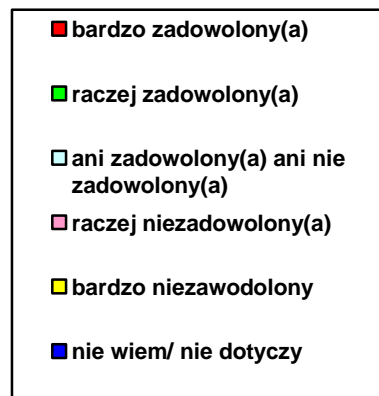 bardzo zadowolony(a)
raczej zadowolony(a)
ani zadowolony(a) ani nie
zadowolony(a)
raczej niezadowolony(a)
bardzo niezawodolony
nie wiem/ nie dotyczy